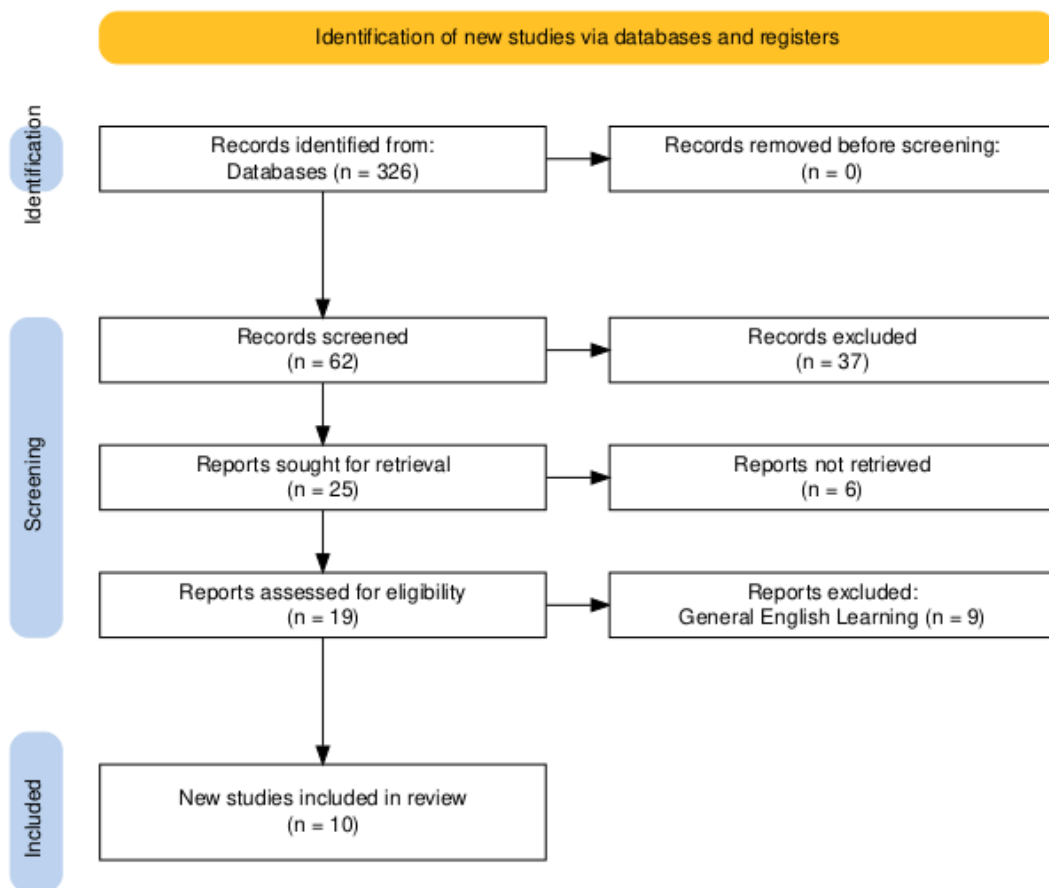 Identification of new studies via databases and registers
Identification
Records identified from:
Databases (n = 326)
Records removed before screening:
(n = 0)
Screening
Records screened
(n = 62)
Records excluded
(n = 37)
Reports sought for retrieval
(n = 25)
Reports not retrieved
(n = 6)
Reports assessed for eligibility
(n = 19)
Reports excluded:
General English Learning (n = 9)
Included
New studies included in review
(n = 10)